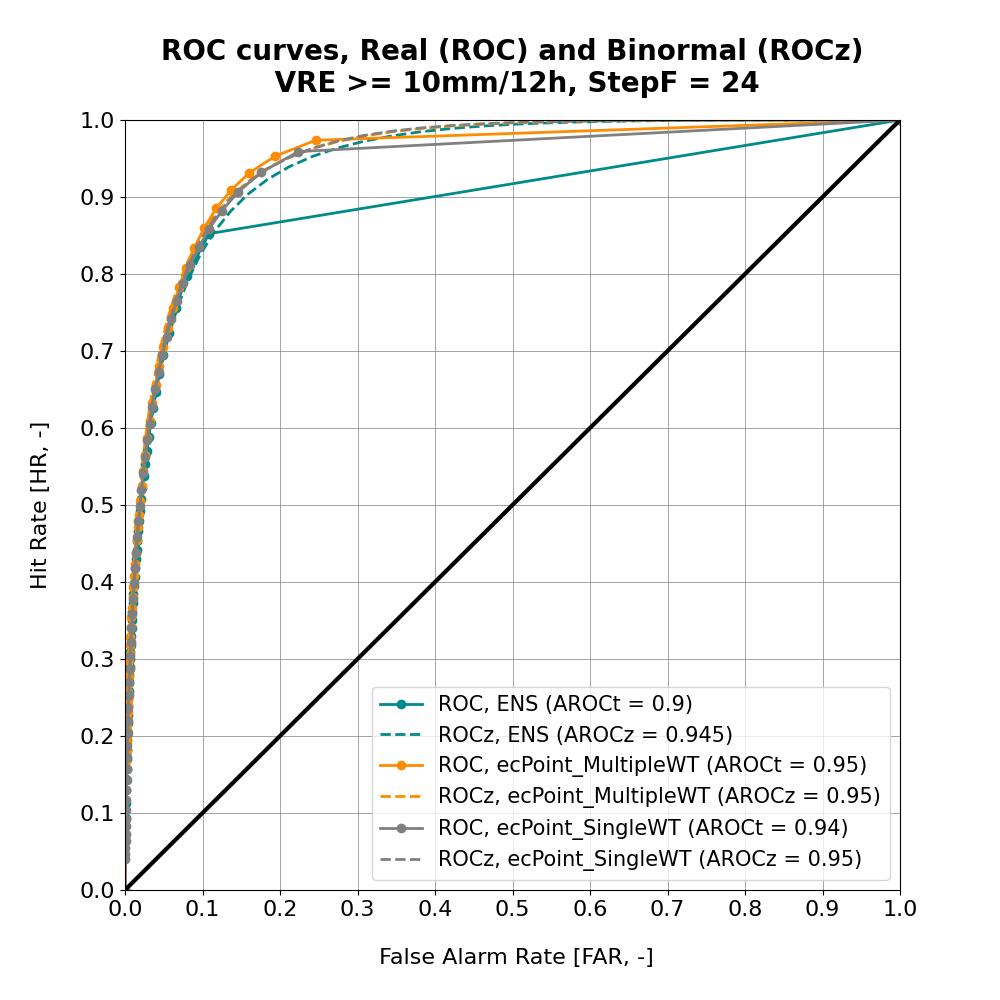 ROC curves, Real (ROC) and Binormal (ROCz)
VRE >= 10mm/12h, StepF = 24
1.0
0.9
0.8
0.7
0.6
0.5
0.4
0.3
0.2
0.1
0.0
Hit Rate [HR, -]
ROC, ENS (AROCt = 0.9)
ROCz, ENS (AROCz = 0.945)
ROC, ecPoint_MultipleWT (AROCt = 0.95)
ROCz, ecPoint_MultipleWT (AROCz = 0.95)
ROC, ecPoint_SingleWT (AROCt = 0.94)
ROCz, ecPoint_SingleWT (AROCz = 0.95)
0.0 0.1 0.2 0.3 0.4 0.5 0.6 0.7 0.8 0.9 1.0
False Alarm Rate [FAR, -]